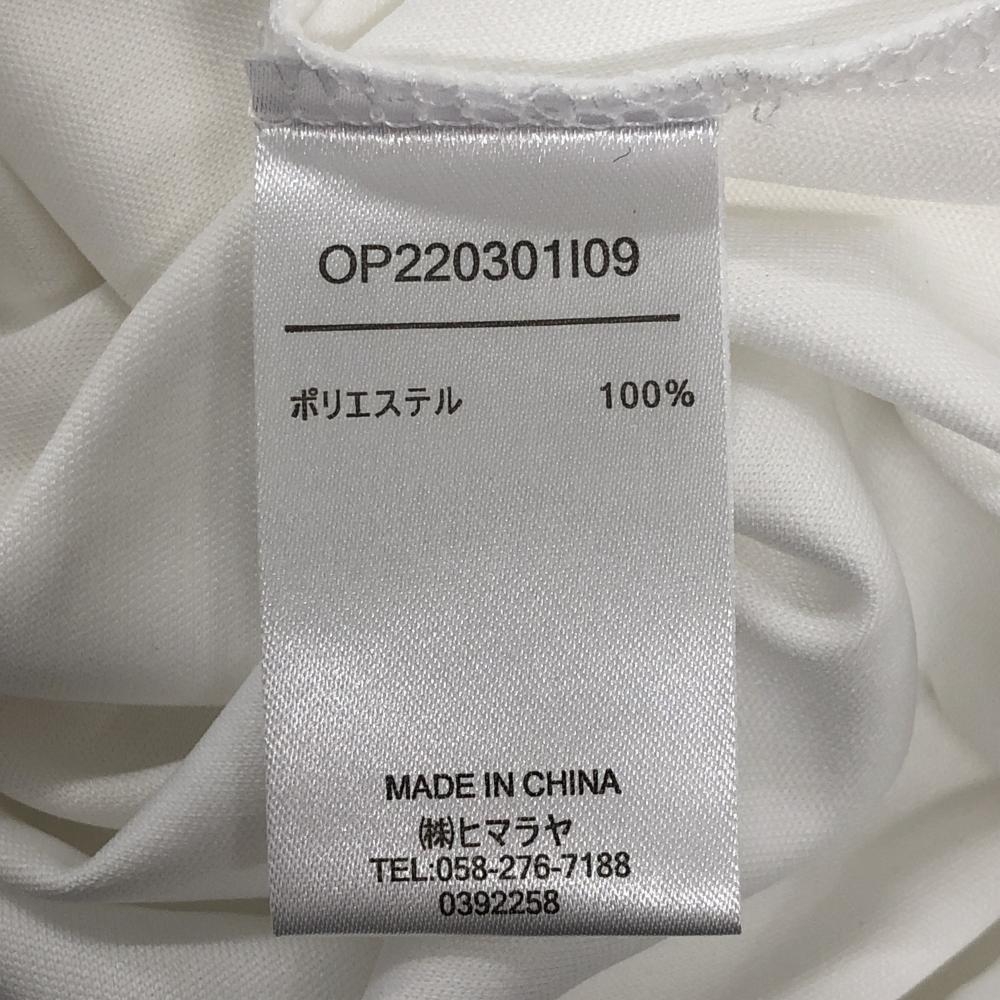 OP220301I09
ポリエステル 100%
MADE IN CHINA
㈱ヒマラヤ
TEL:058-276-7188
0392258